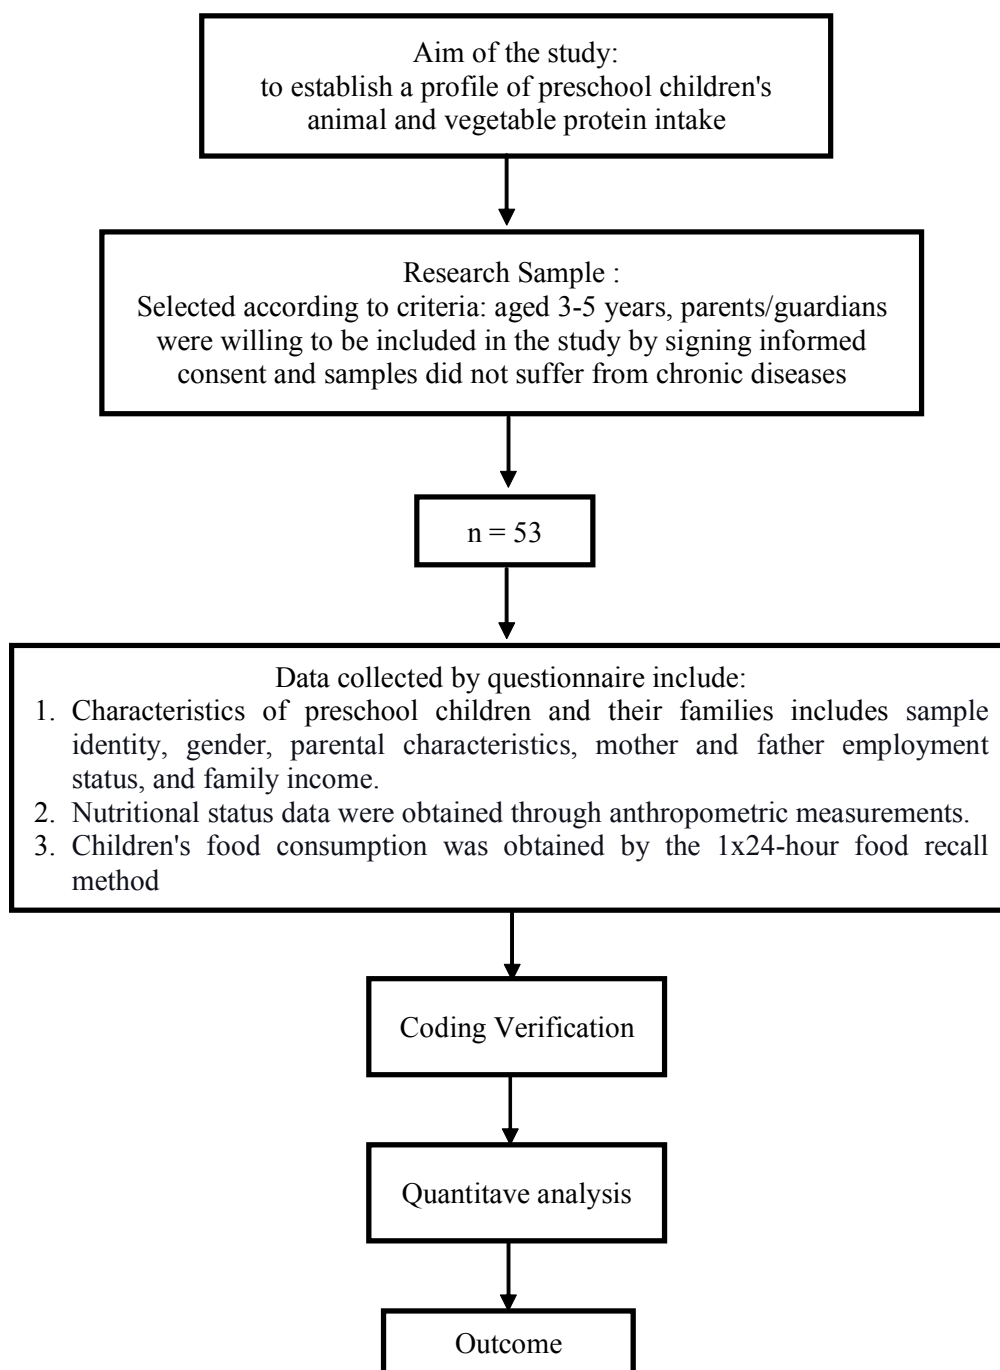 Aim of the study:
to establish a profile of preschool children's
animal and vegetable protein intake
Research Sample :
Selected according to criteria: aged 3-5 years, parents/guardians
were willing to be included in the study by signing informed
consent and samples did not suffer from chronic diseases
n = 53
Data collected by questionnaire include:
1. Characteristics of preschool children and their families includes sample
identity, gender, parental characteristics, mother and father employment
status, and family income.
2. Nutritional status data were obtained through anthropometric measurements.
3. Children's food consumption was obtained by the 1x24-hour food recall
method
Coding Verification
Quantitave analysis
Outcome